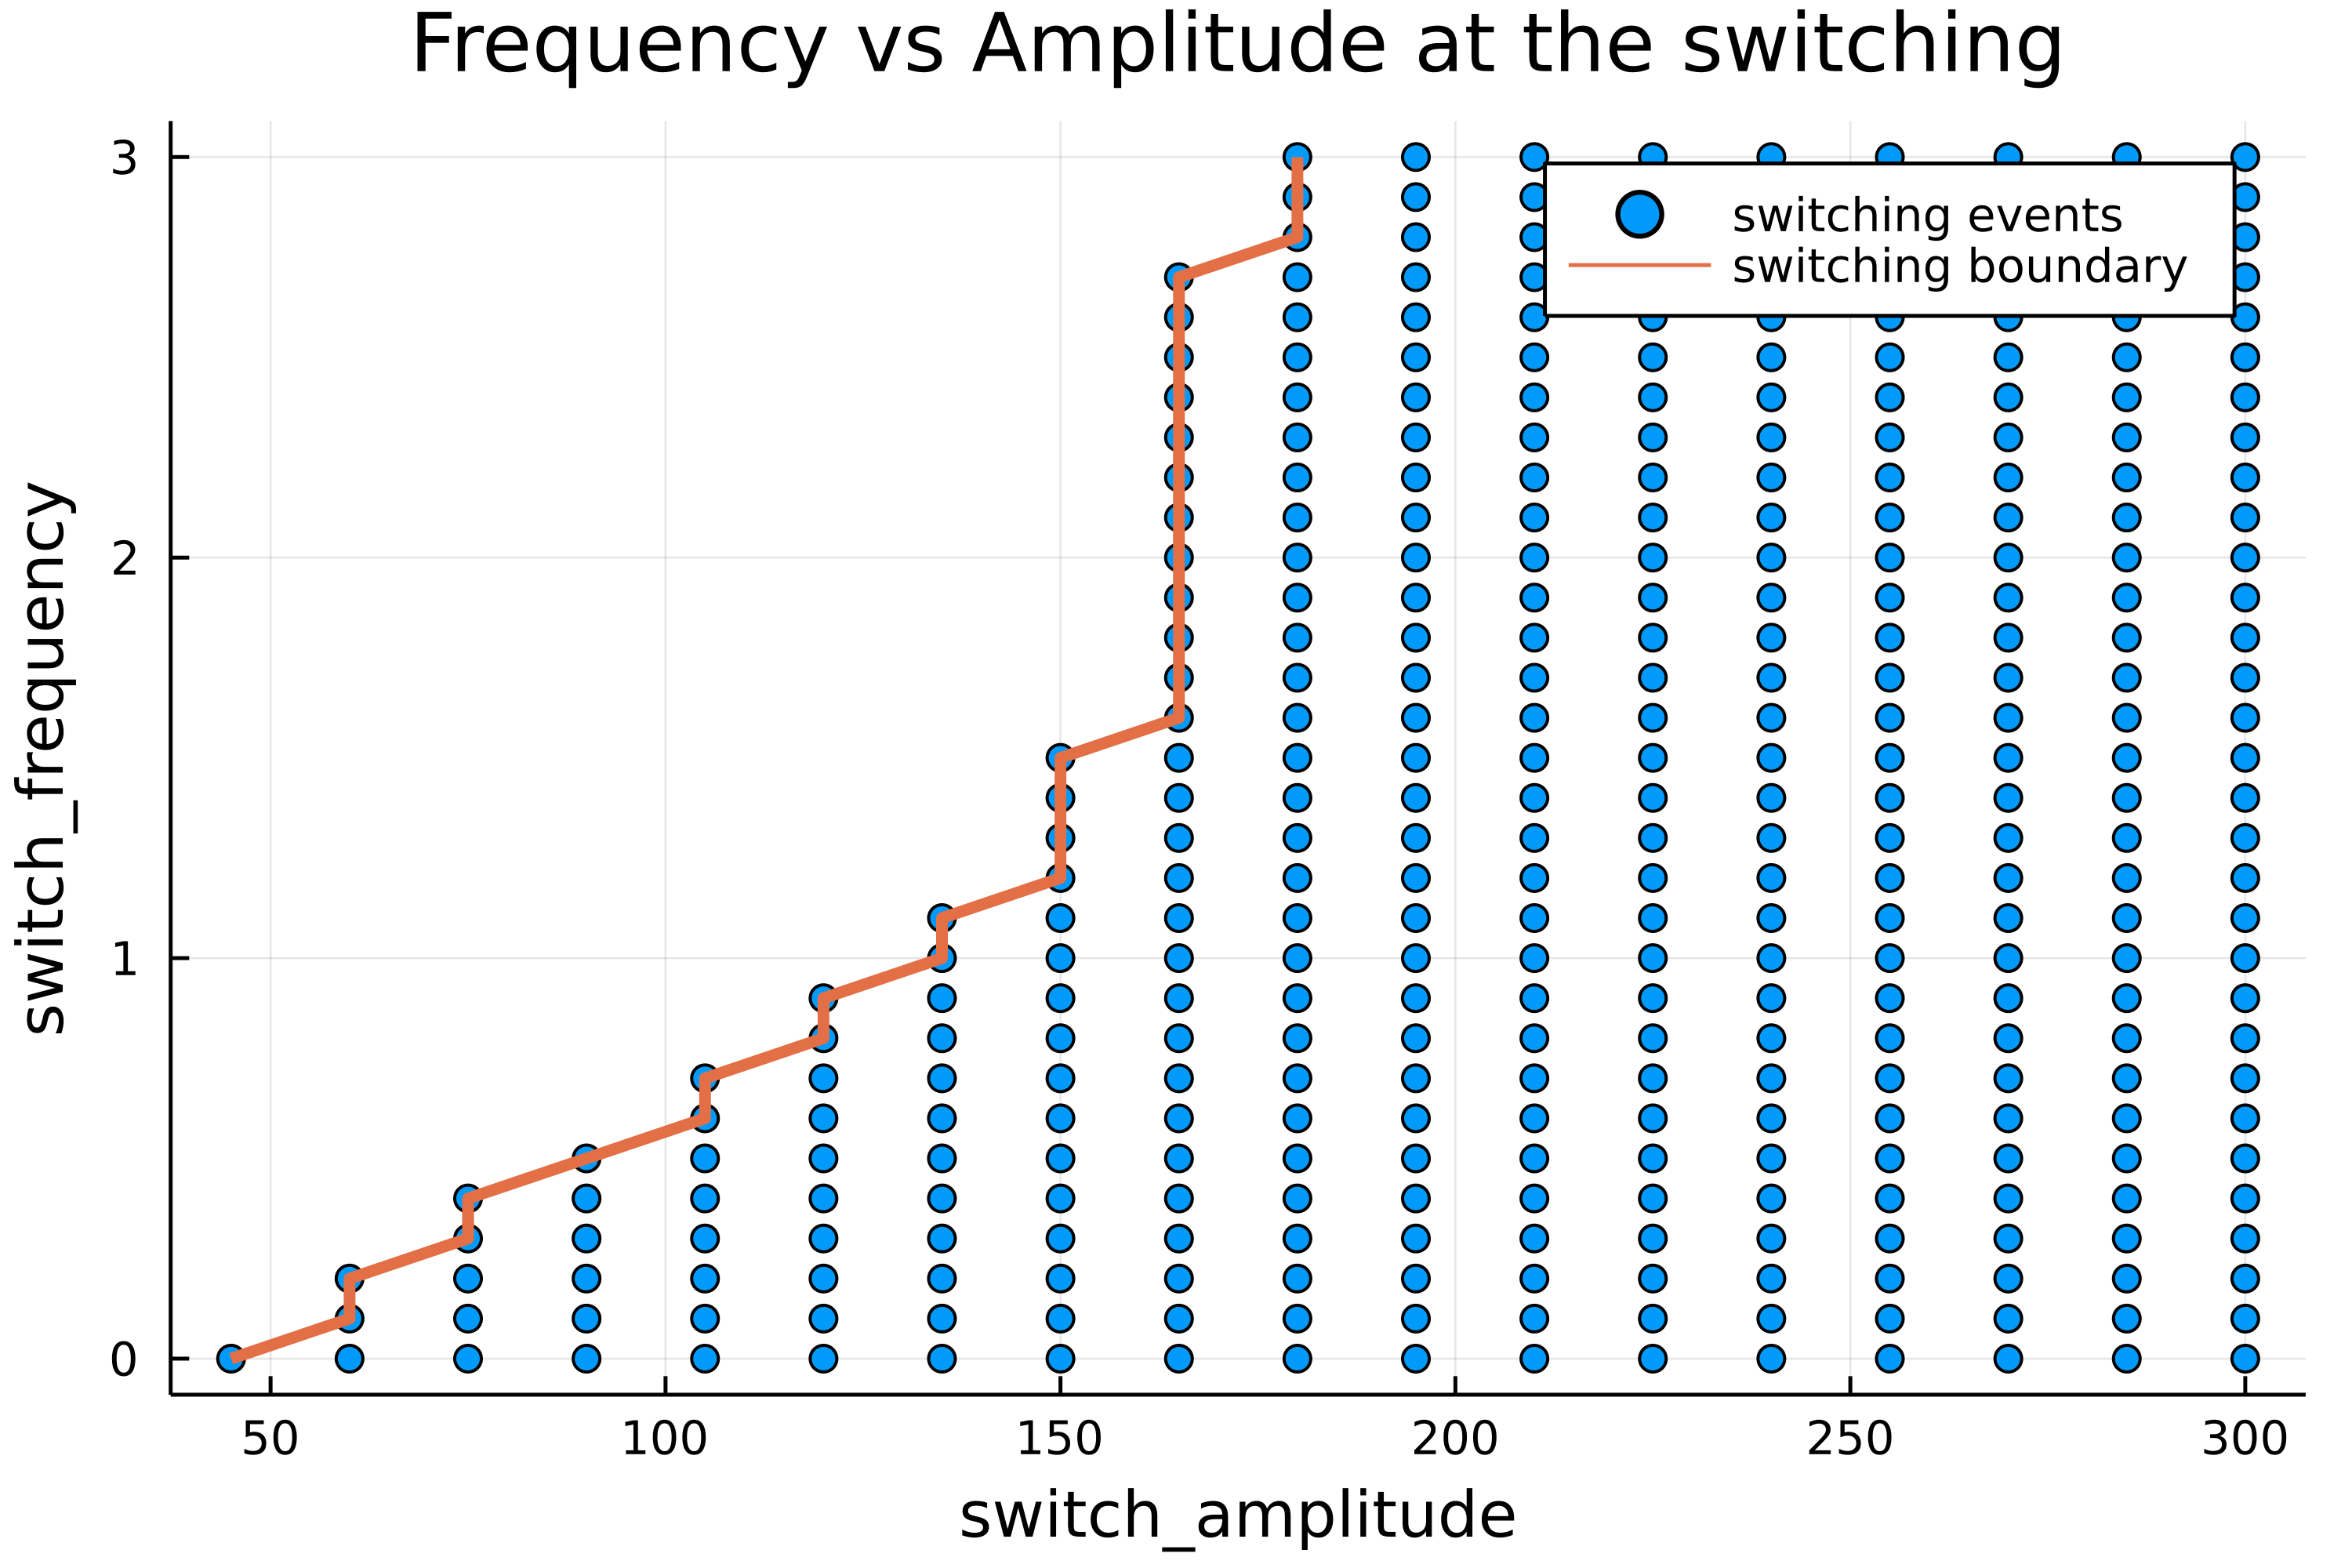 Frequency vs Amplitude at the switching
switching events
switching boundary
switch_frequency
3
2
1
0
50 100 150 200 250 300
switch_amplitude